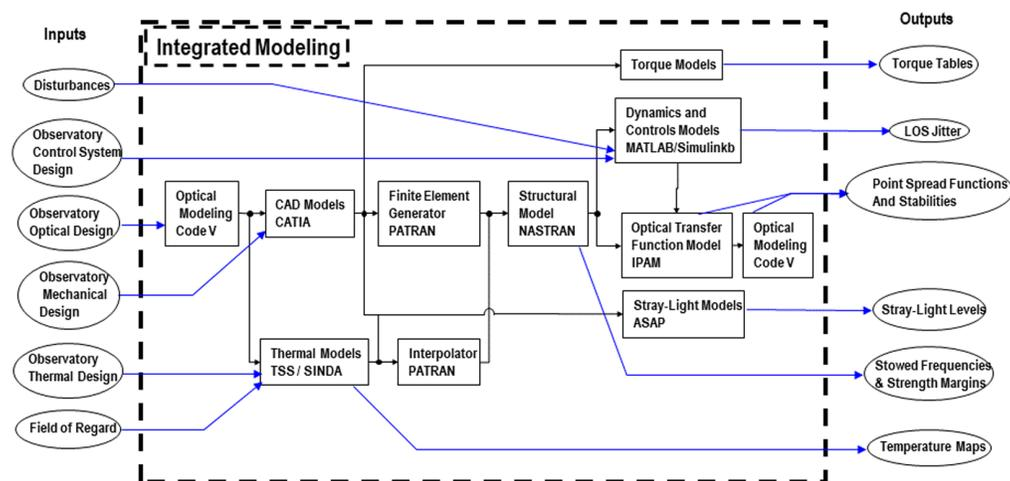 Inputs
Outputs
Integrated Modeling
Disturbances
Observatory
Control System
Design
Observatory
Optical Design
Observatory
Mechanical
Design
Observatory
Thermal Design
Field of Regard
Optical
Modeling
Code V
CAD Models
CATIA
Finite Element
Generator
PATRAN
Structural
Model
NASTRAN
Thermal Models
TSS / SINDA
Interpolator
PATRAN
Torque Models
Dynamics and
Controls Models
MATLAB/Simulinkb
Optical Transfer
Function Model
IPAM
Optical
Modeling
Code V
Stray-Light Models
ASAP
Torque Tables
LOS Jitter
Point Spread Functions
And Stabilities
Stray-Light Levels
Stowed Frequencies
& Strength Margins
Temperature Maps